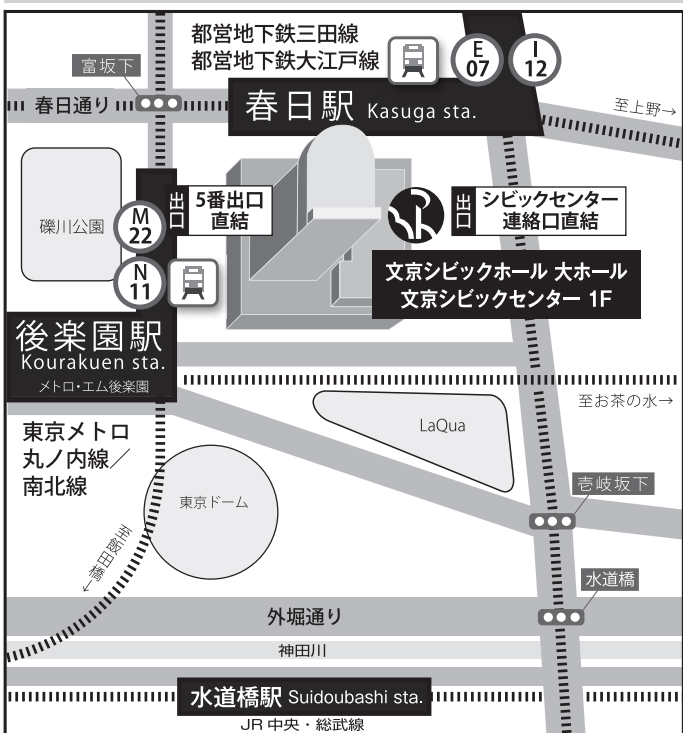 都営地下鉄三田線
都営地下鉄大江戸線
E
07
I
12
富坂下
春日通り
春日駅 Kasuga sta.
至上野→
礫川公園
M
22
出口
5番出口
直結
出口
シビックセンター
連絡口直結
N
11
文京シビックホール 大ホール
文京シビックセンター 1F
後楽園駅
Kourakuen sta.
メトロ・エム後楽園
至お茶の水→
東京メトロ
丸ノ内線／
南北線
LaQua
東京ドーム
壱岐坂下
至飯田橋→
水道橋
外堀通り
神田川
水道橋駅 Suidoubashi sta.
JR 中央・総武線